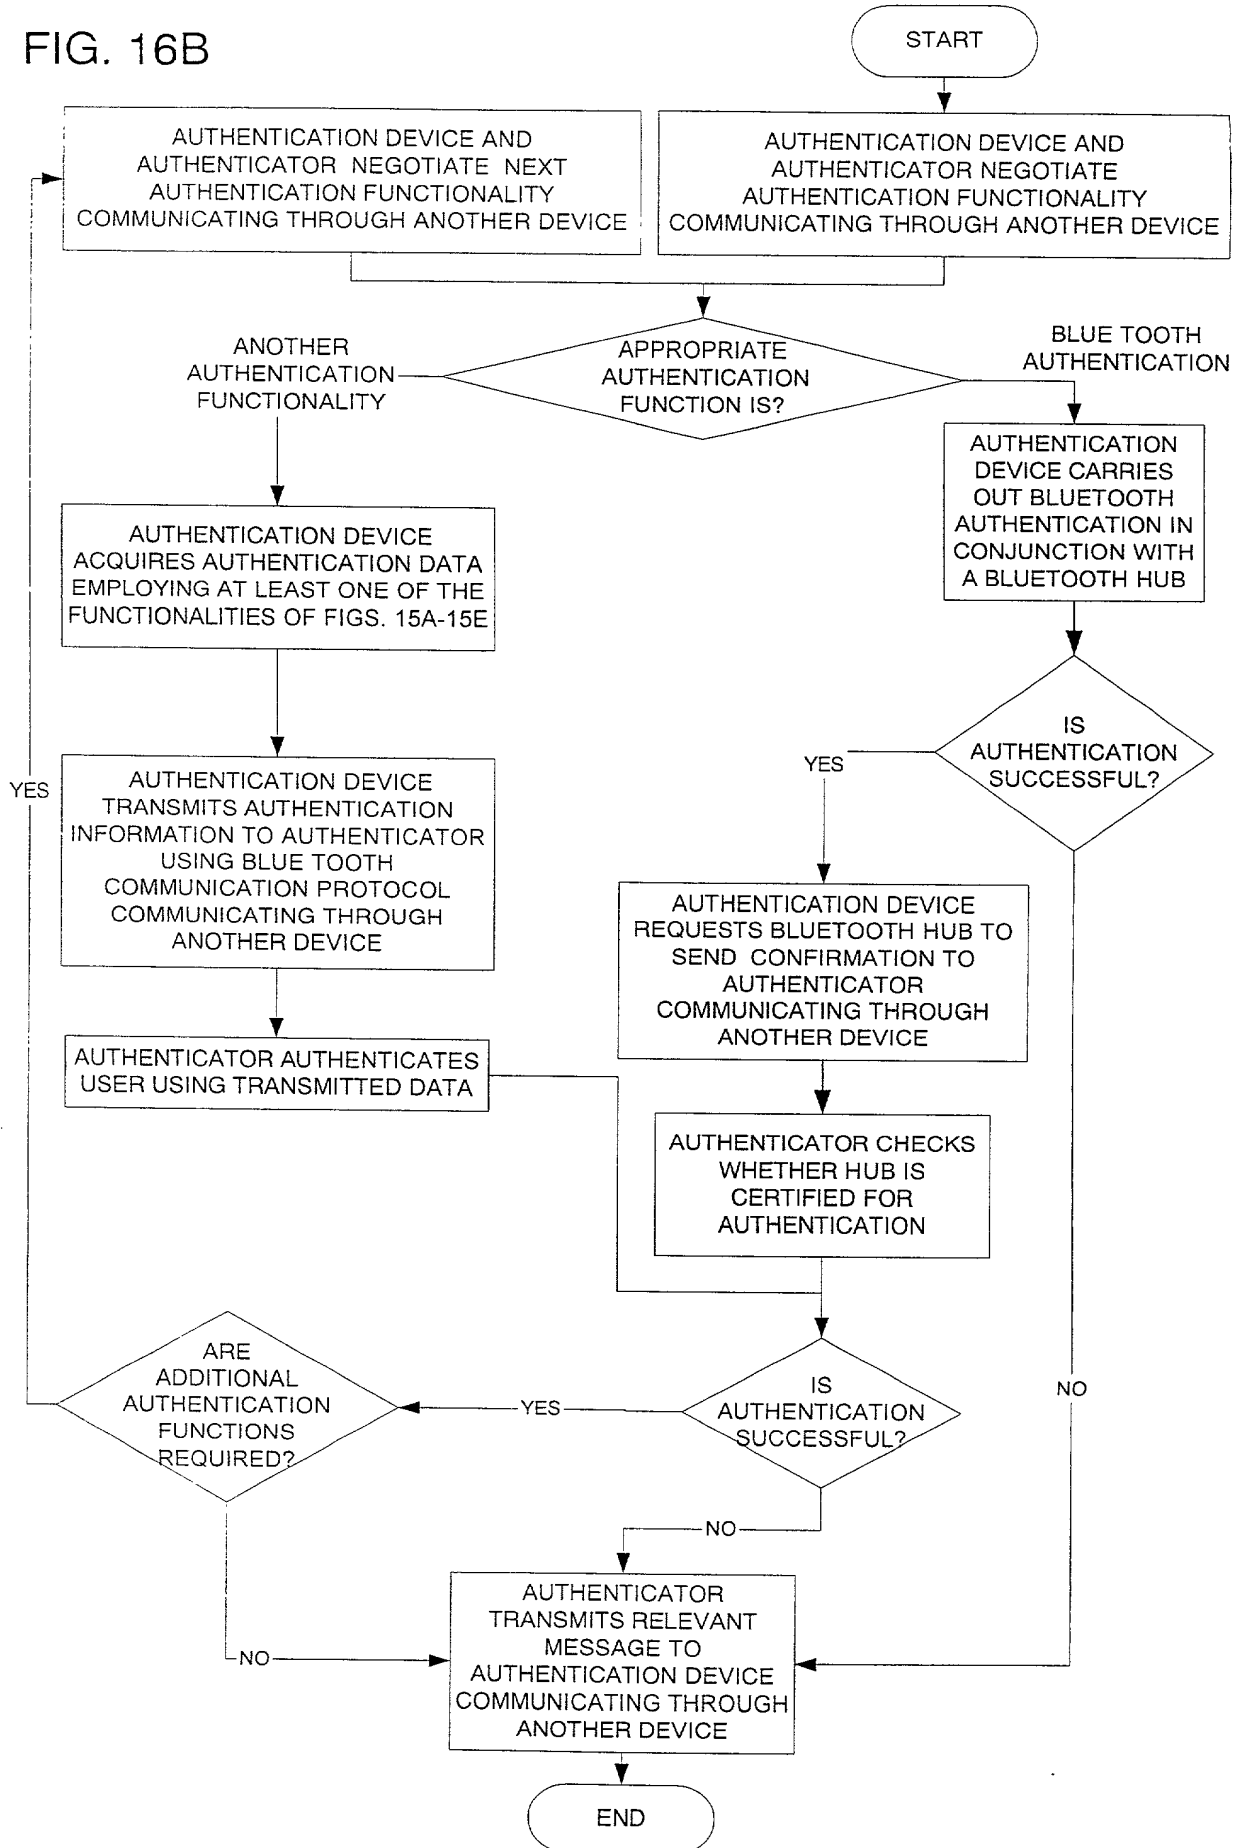 FIG. 16B
START
AUTHENTICATION DEVICE AND
AUTHENTICATOR NEGOTIATE NEXT
AUTHENTICATION FUNCTIONALITY
COMMUNICATING THROUGH ANOTHER DEVICE
AUTHENTICATION DEVICE AND
AUTHENTICATOR NEGOTIATE
AUTHENTICATION FUNCTIONALITY
COMMUNICATING THROUGH ANOTHER DEVICE
ANOTHER
AUTHENTICATION
FUNCTIONALITY
APPROPRIATE
AUTHENTICATION
FUNCTION IS?
BLUE TOOTH
AUTHENTICATION
AUTHENTICATION
DEVICE CARRIES
OUT BLUETOOTH
AUTHENTICATION IN
CONJUNCTION WITH
A BLUETOOTH HUB
AUTHENTICATION DEVICE
ACQUIRES AUTHENTICATION DATA
EMPLOYING AT LEAST ONE OF THE
FUNCTIONALITIES OF FIGS. 15A-15E
IS
AUTHENTICATION
SUCCESSFUL?
YES
YES
AUTHENTICATION DEVICE
TRANSMITS AUTHENTICATION
INFORMATION TO AUTHENTICATOR
USING BLUE TOOTH
COMMUNICATION PROTOCOL
COMMUNICATING THROUGH
ANOTHER DEVICE
AUTHENTICATION DEVICE
REQUESTS BLUETOOTH HUB TO
SEND CONFIRMATION TO
AUTHENTICATOR
COMMUNICATING THROUGH
ANOTHER DEVICE
AUTHENTICATOR AUTHENTICATES
USER USING TRANSMITTED DATA
AUTHENTICATOR CHECKS
WHETHER HUB IS
CERTIFIED FOR
AUTHENTICATION
ARE
ADDITIONAL
AUTHENTICATION
FUNCTIONS
REQUIRED?
YES
IS
AUTHENTICATION
SUCCESSFUL?
NO
NO
NO
AUTHENTICATOR
TRANSMITS RELEVANT
MESSAGE TO
AUTHENTICATION DEVICE
COMMUNICATING THROUGH
ANOTHER DEVICE
END